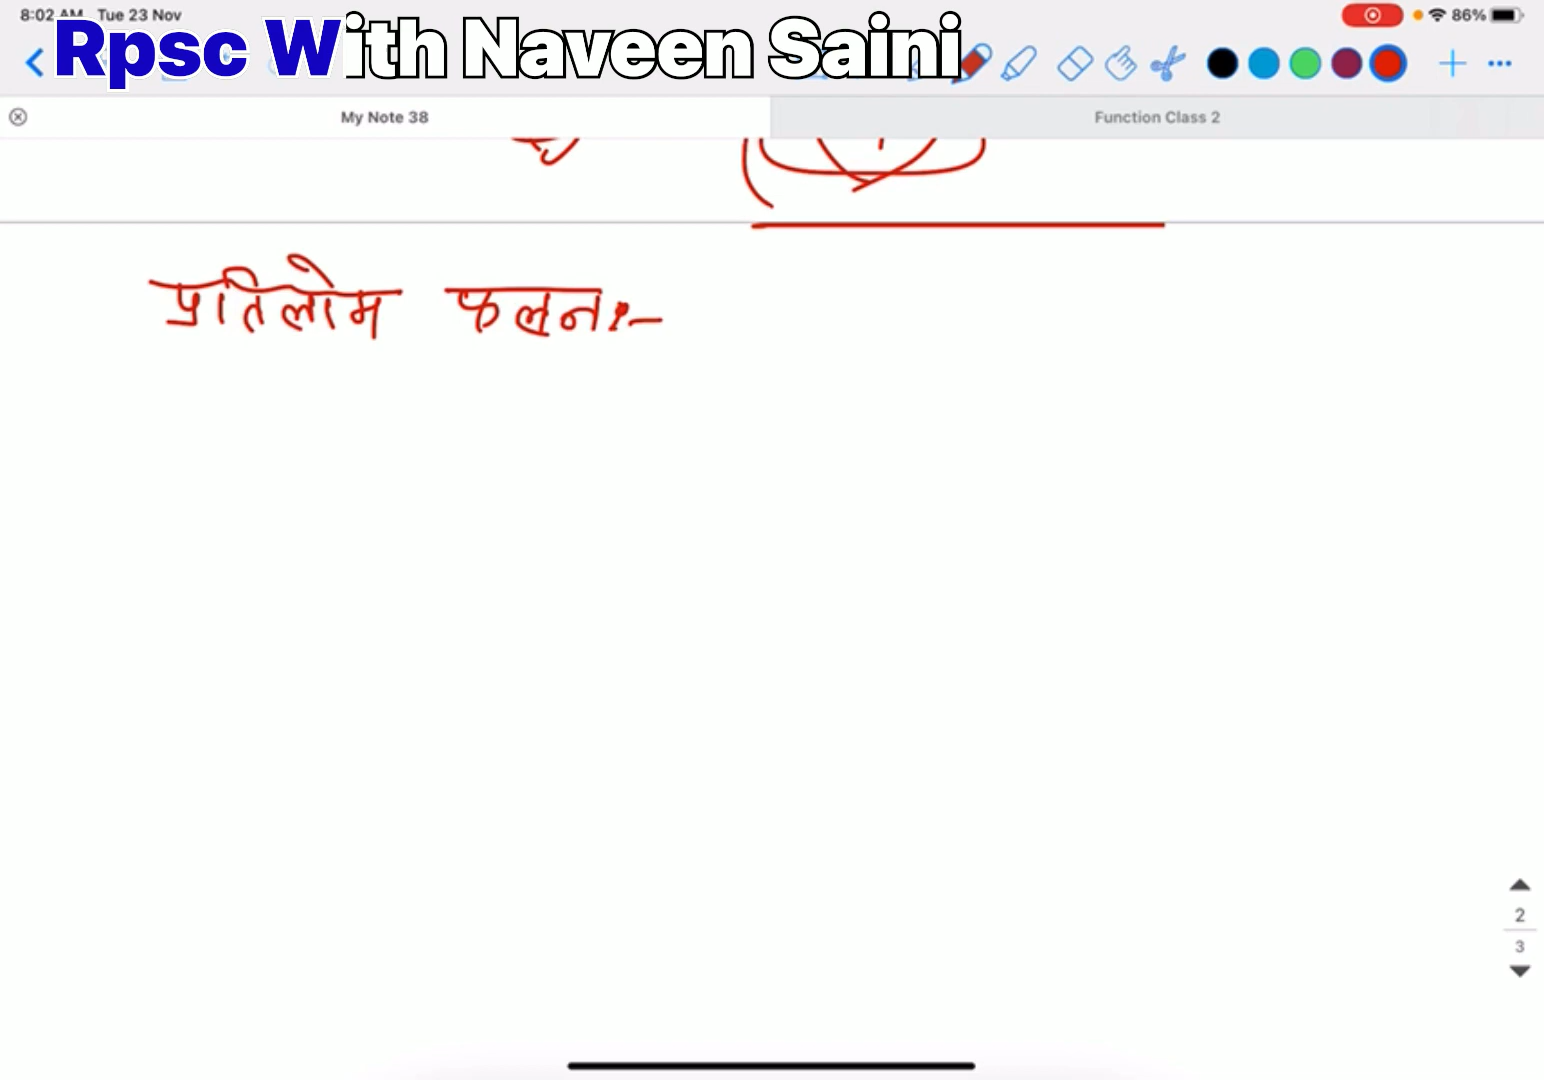 8:02 AM Tue 23 Nov
86%
Rpsc With Naveen Saini
My Note 38
Function Class 2
प्रतिलोम फलन:-
2
3